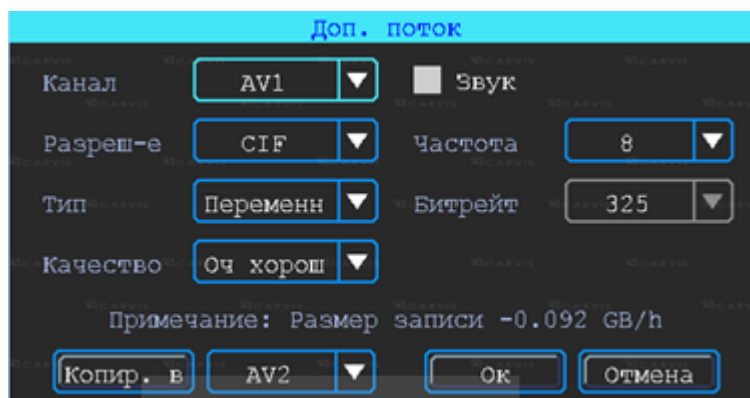 Доп. поток
Канал AV1 Звук
Разреш-е CIF Частота 8
Тип Переменн Битрейт 325
Качество Оч хорош
Примечание: Размер записи -0.092 GB/h
Копир. в AV2 Ок Отмена